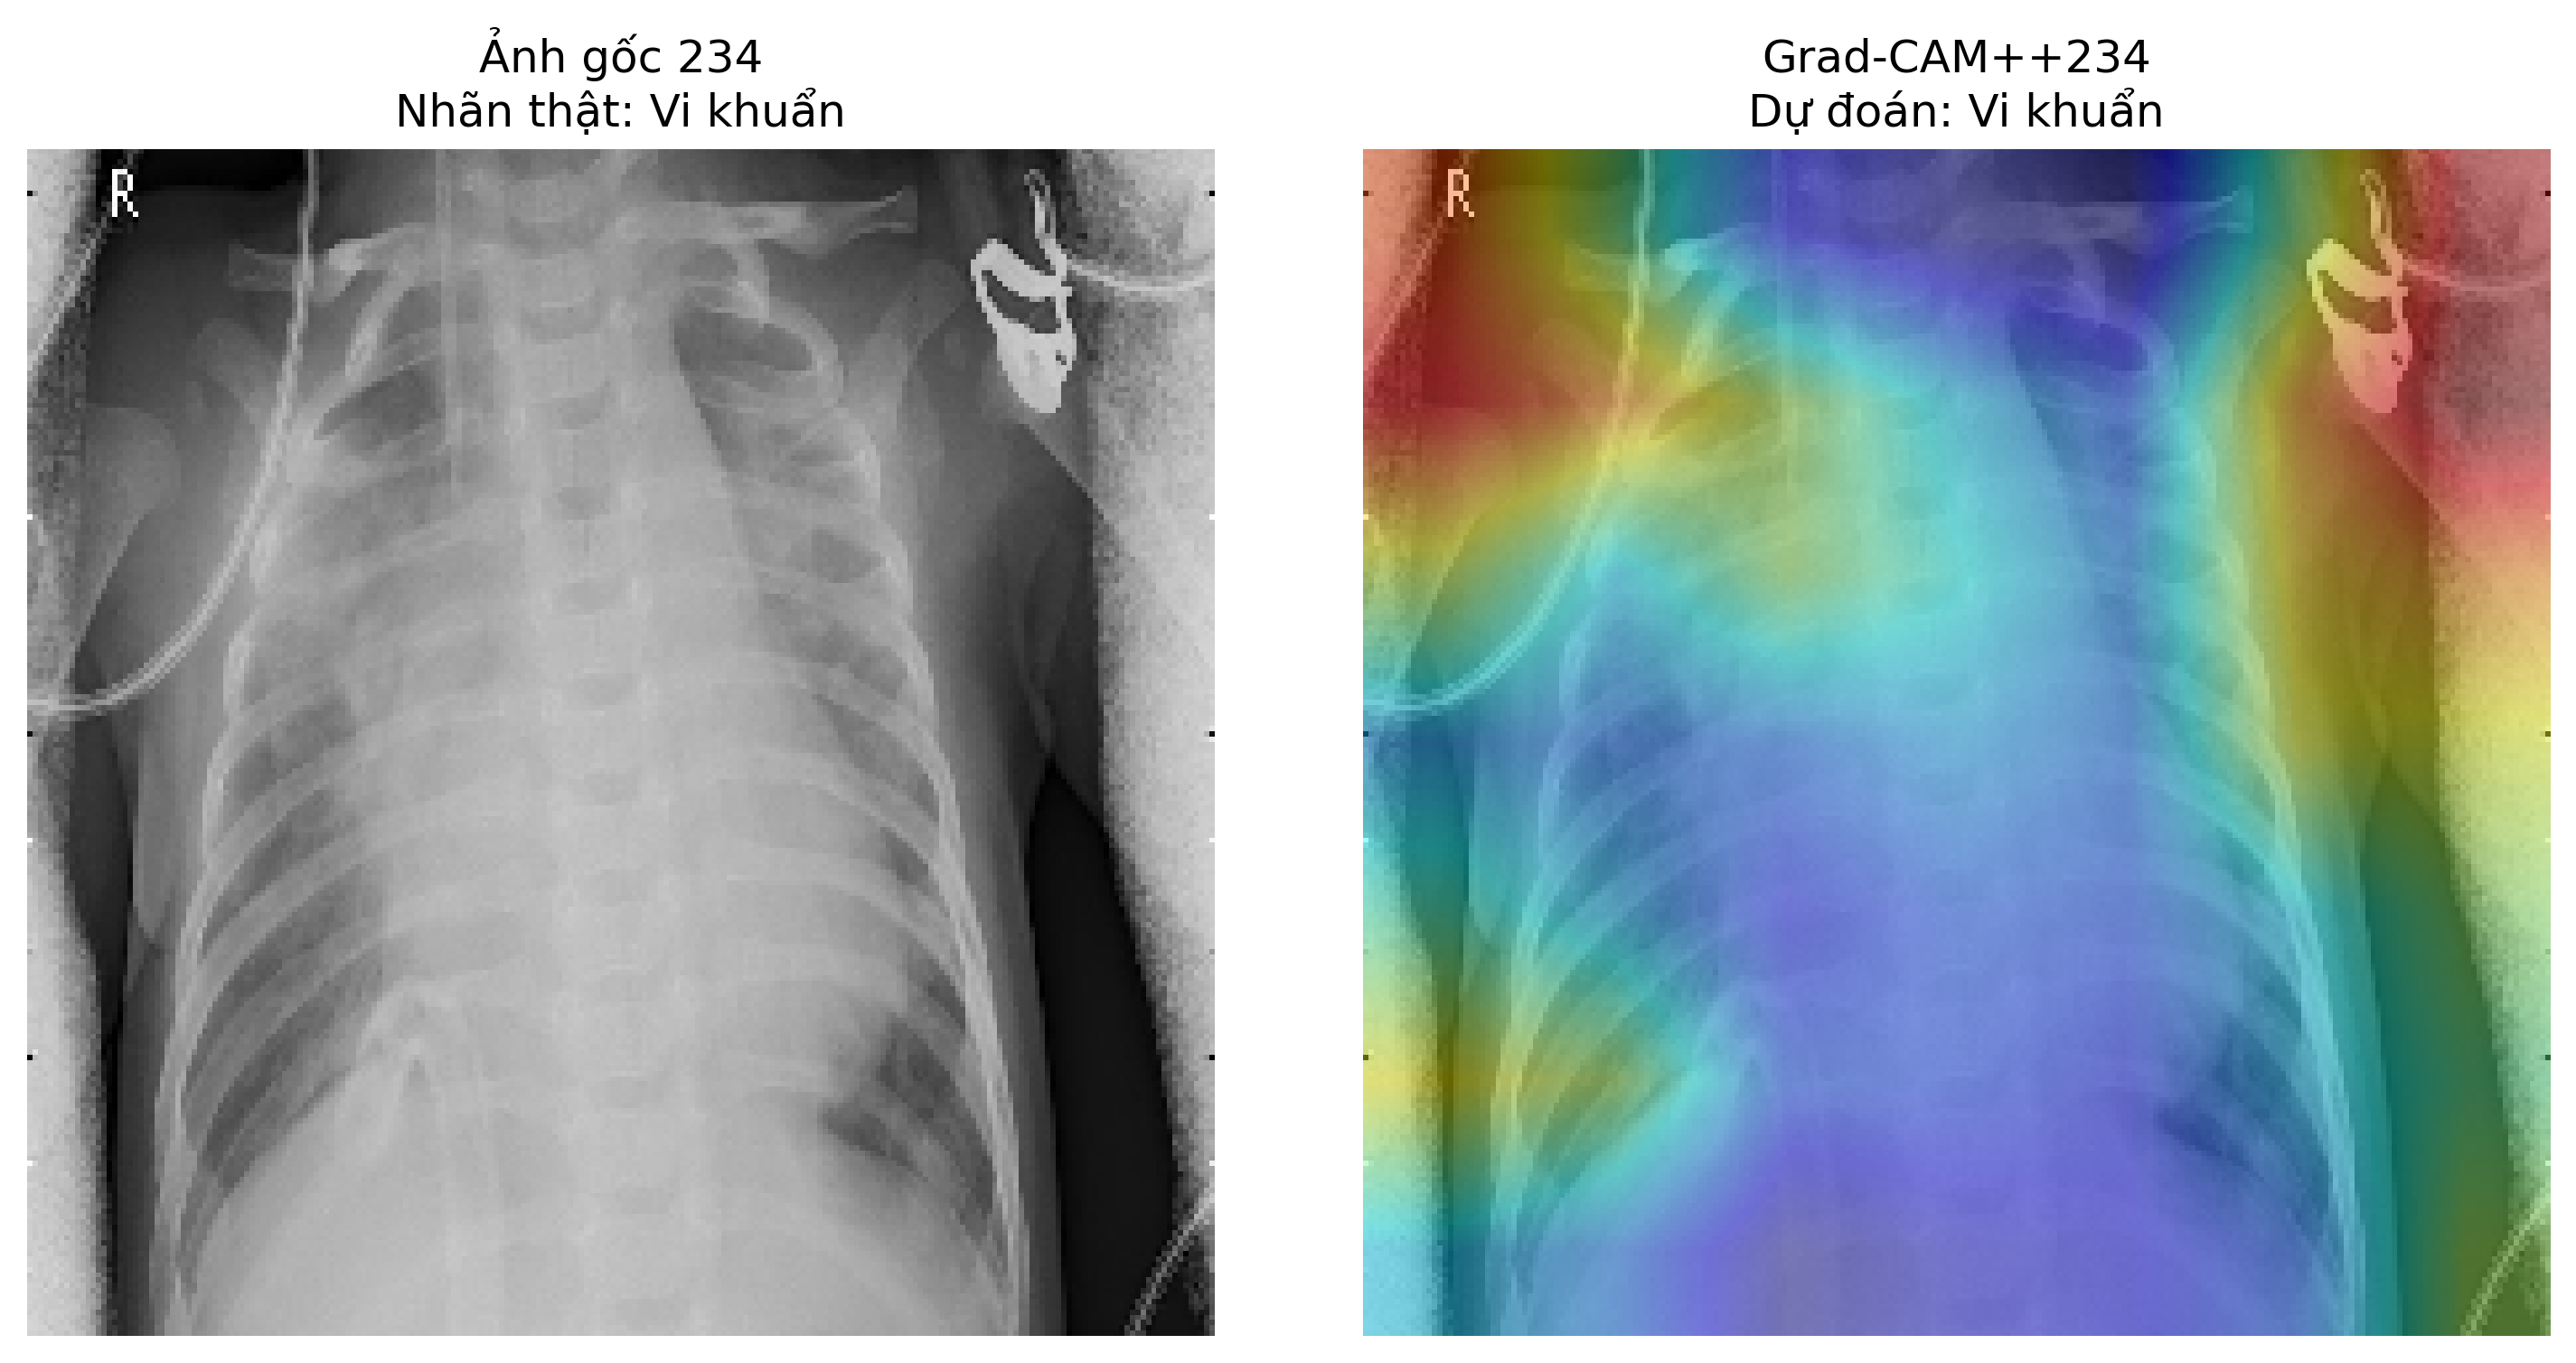 Ảnh gốc 234
Nhãn thật: Vi khuẩn
R
Grad-CAM++234
Dự đoán: Vi khuẩn
R